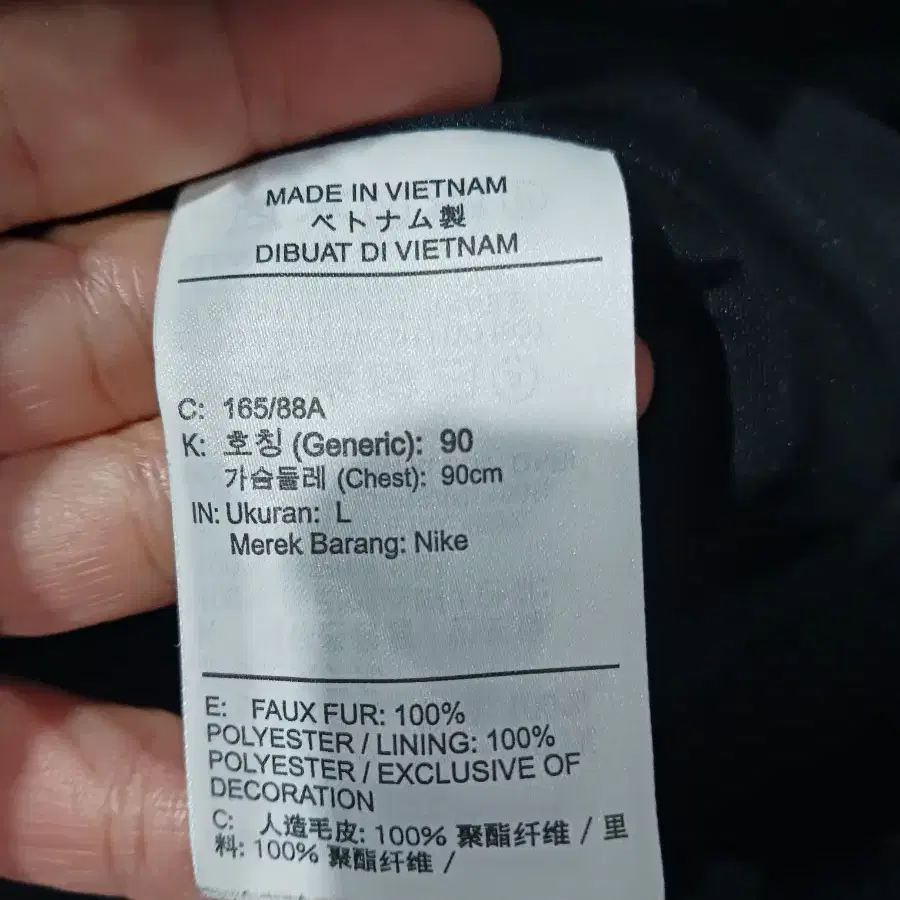 MADE IN VIETNAM
ベトナム製
DIBUAT DI VIETNAM
C: 165/88A
K: 호칭 (Generic): 90
가슴둘레 (Chest): 90cm
IN: Ukuran: L
Merek Barang: Nike
E: FAUX FUR: 100%
POLYESTER / LINING: 100%
POLYESTER / EXCLUSIVE OF
DECORATION
C: 人造毛皮: 100% 聚酯纤维 / 里
料: 100% 聚酯纤维 /